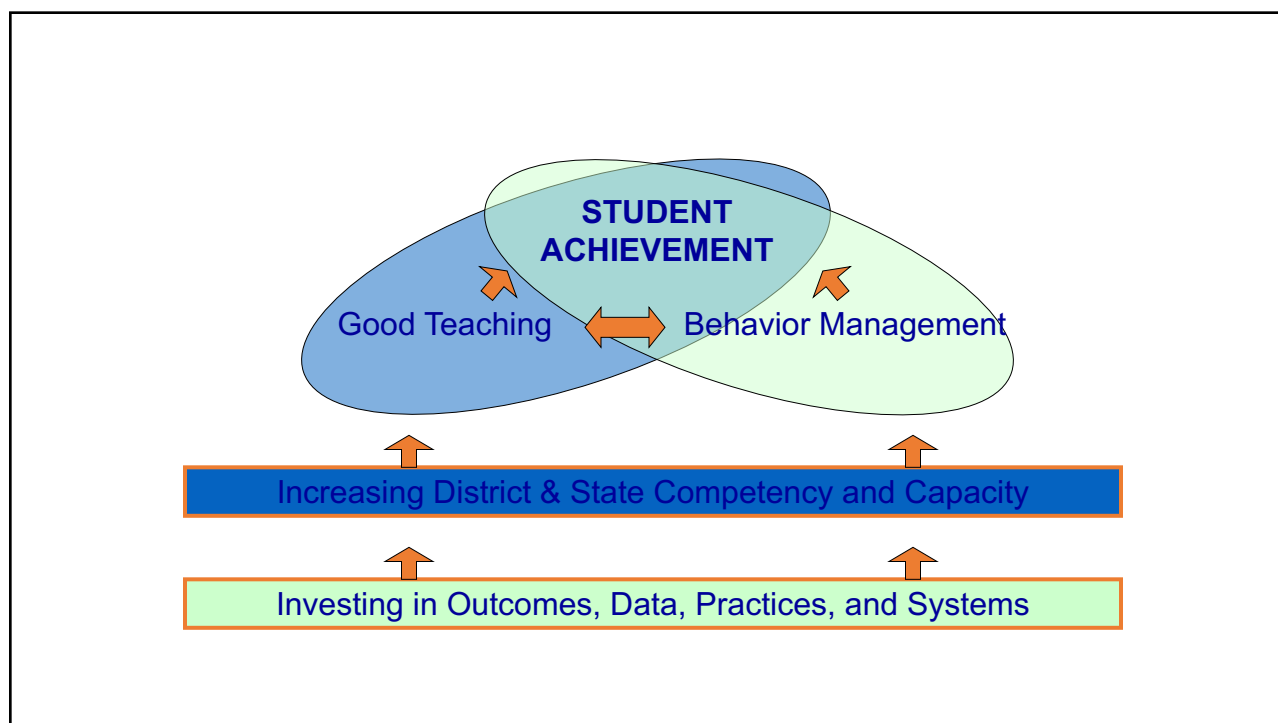 STUDENT
ACHIEVEMENT
Good Teaching
Behavior Management
Increasing District & State Competency and Capacity
Investing in Outcomes, Data, Practices, and Systems